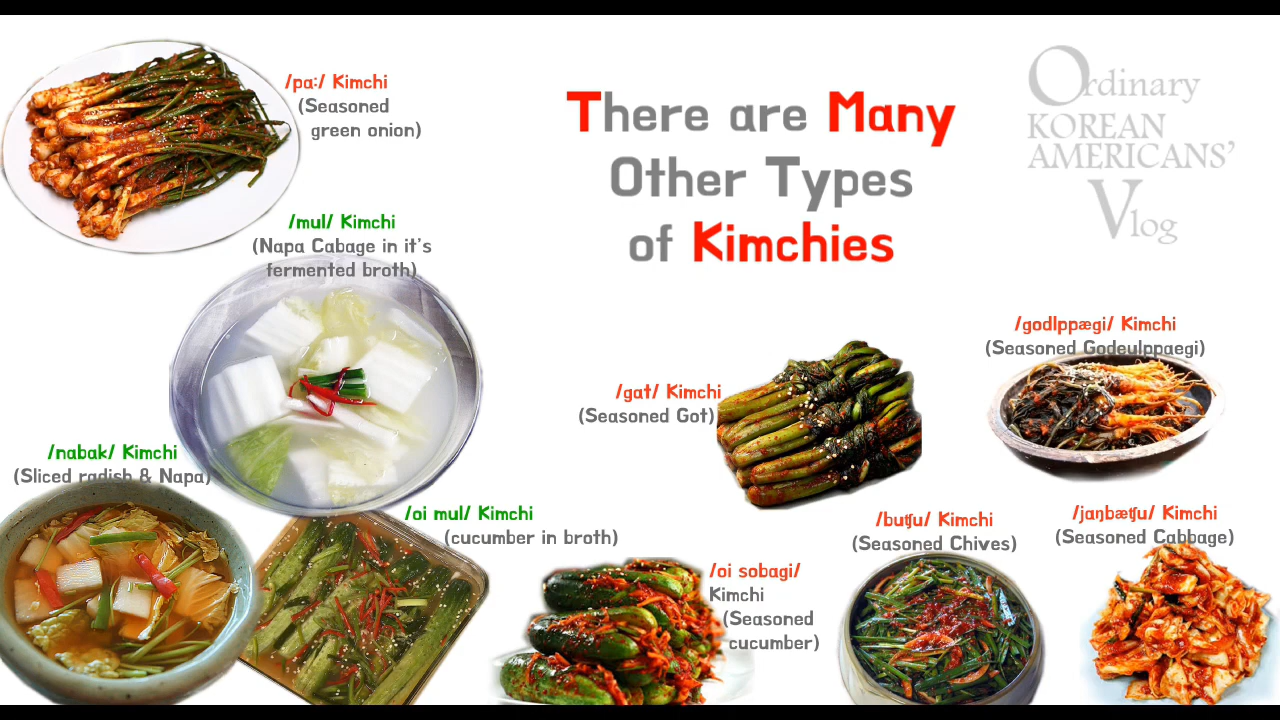 /pa:/ Kimchi
(Seasoned
green onion)
There are Many
Other Types
of Kimchies
Ordinary
KOREAN
AMERICANS'
Vlog
/mul/ Kimchi
(Napa Cabage in it's
fermented broth)
/godlppægi/ Kimchi
(Seasoned Godeulppaegi)
/gat/ Kimchi
(Seasoned Got)
/nabak/ Kimchi
(Sliced radish & Napa)
/oi mul/ Kimchi
(cucumber in broth)
/oi sobagi/
Kimchi
(Seasoned
cucumber)
/buʧu/ Kimchi
(Seasoned Chives)
/jaŋbæʧu/ Kimchi
(Seasoned Cabbage)